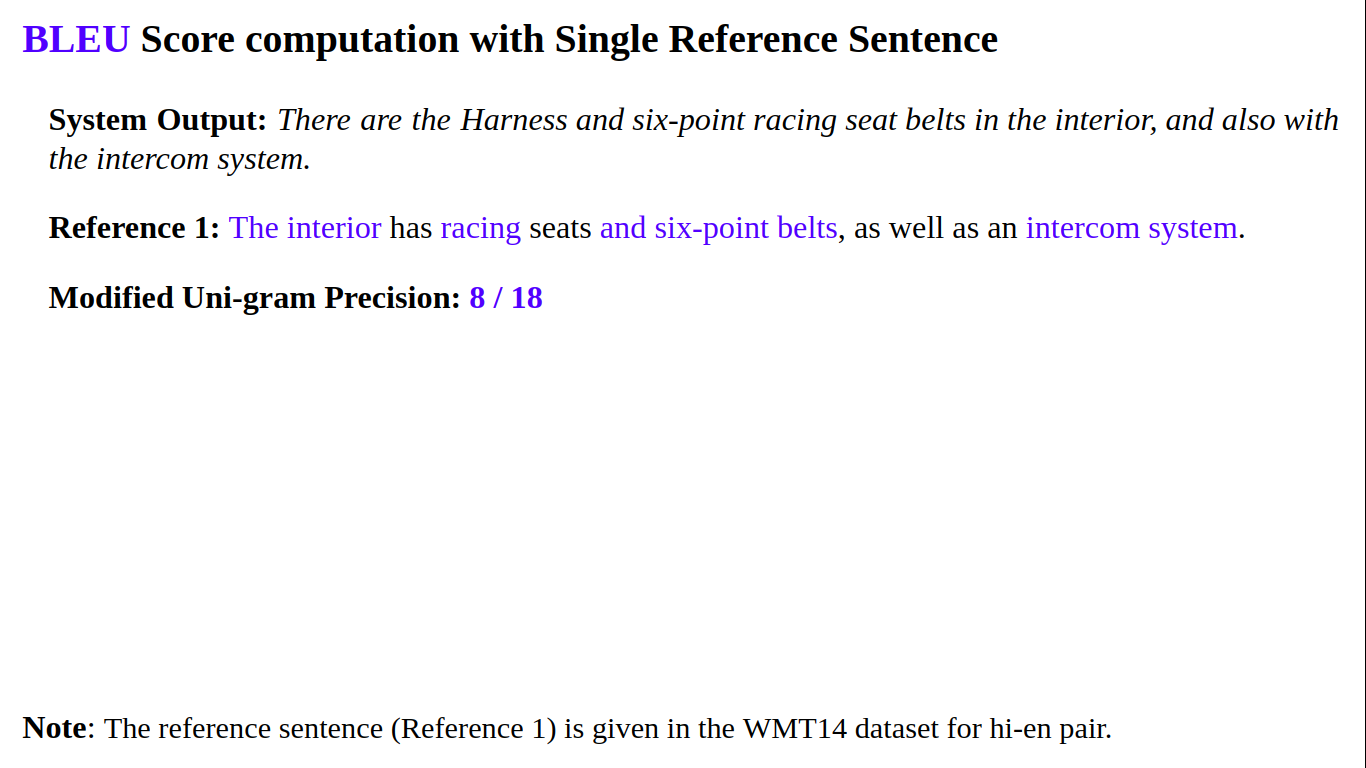 BLEU Score computation with Single Reference Sentence
System Output: There are the Harness and six-point racing seat belts in the interior, and also with
the intercom system.
Reference 1: The interior has racing seats and six-point belts, as well as an intercom system.
Modified Uni-gram Precision: 8 / 18
Note: The reference sentence (Reference 1) is given in the WMT14 dataset for hi-en pair.